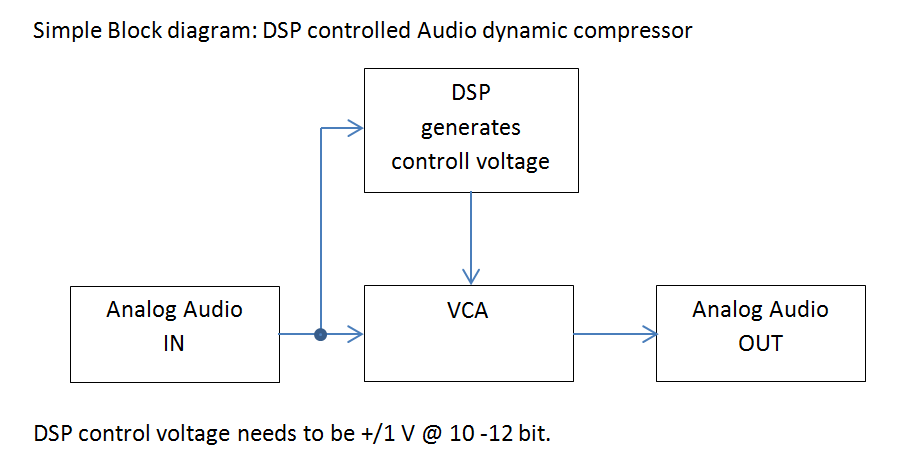 Simple Block diagram: DSP controlled Audio dynamic compressor
DSP
generates
controll voltage
Analog Audio
IN
VCA
Analog Audio
OUT
DSP control voltage needs to be +/1 V @ 10 -12 bit.